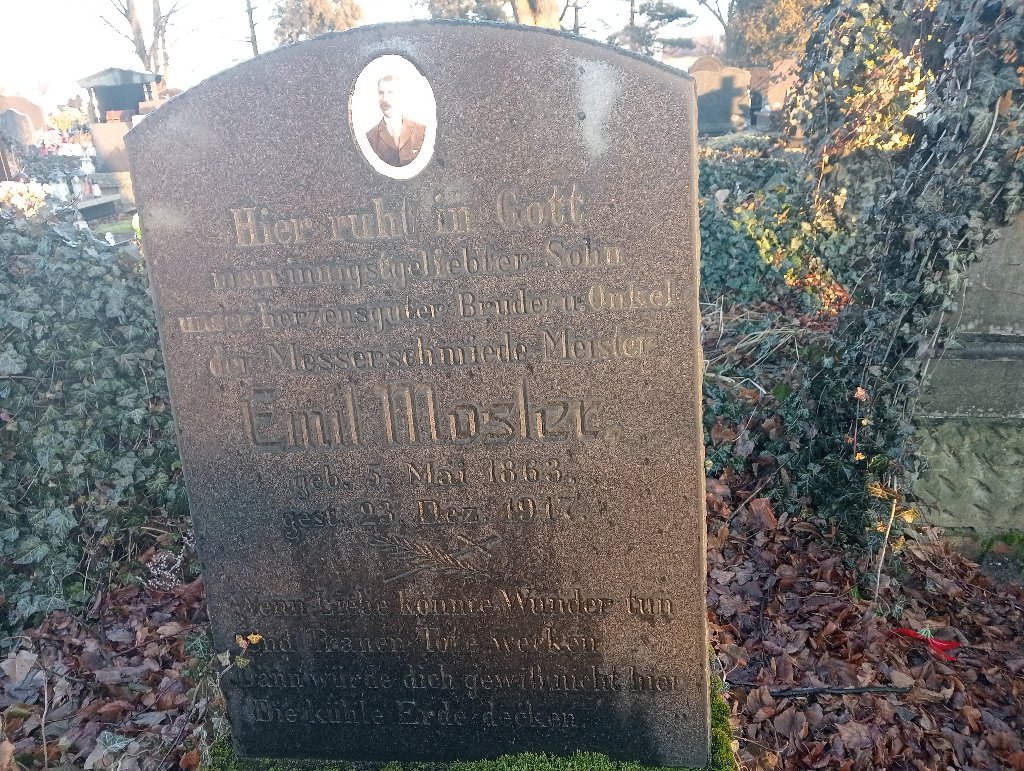 Hier ruht in Gott
mein innigstgeliebter Sohn
unser herzensguter Bruder u. Onkel
der Messerschmiede Meister
Emil Mosler
geb. 5. Mai 1863,
gest. 23. Dez. 1917
Wenn Liebe könnte Wunder tun
Und Tränen Tote wecken
Dann würde dich gewiß nicht hier
Die kühle Erde decken.